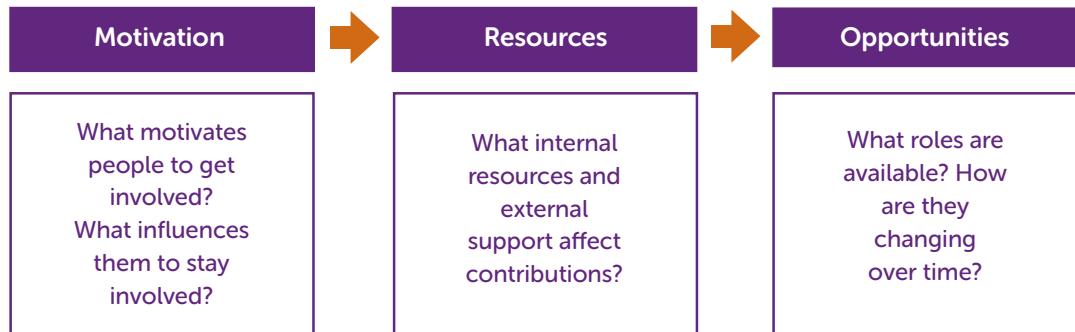 Motivation
What motivates
people to get
involved?
What influences
them to stay
involved?
Resources
What internal
resources and
external
support affect
contributions?
Opportunities
What roles are
available? How
are they
changing
over time?